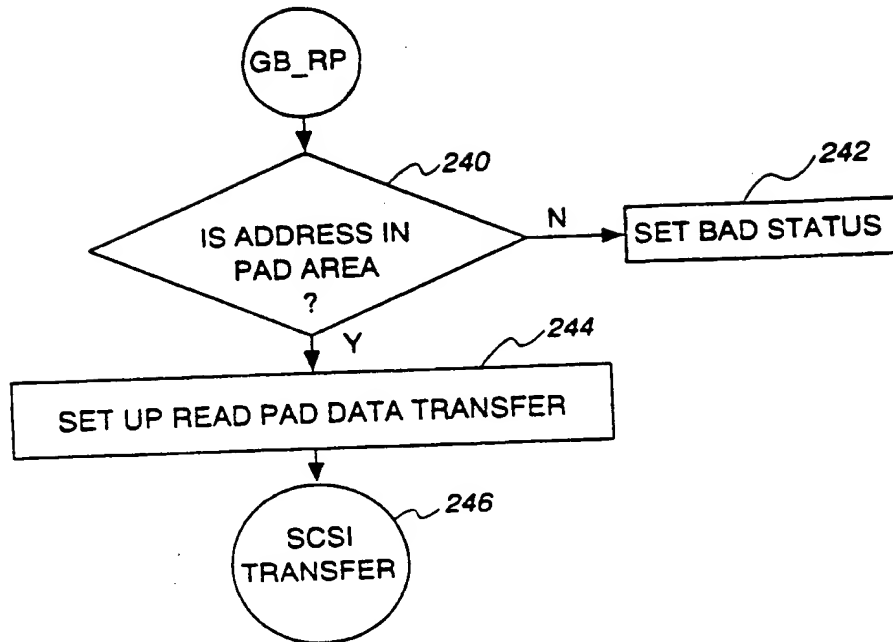 GB_RP
240
242
IS ADDRESS IN
PAD AREA
?
N
SET BAD STATUS
Y
244
SET UP READ PAD DATA TRANSFER
246
SCSI
TRANSFER